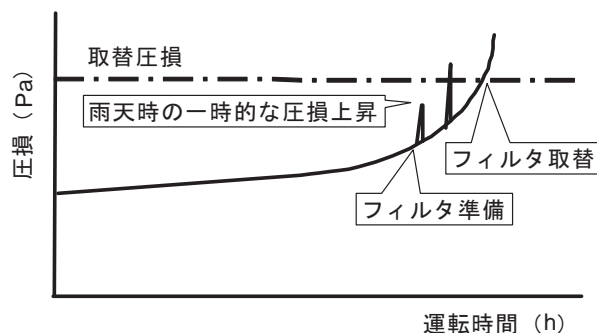 取替圧損
雨天時の一時的な圧損上昇
フィルタ取替
フィルタ準備
圧損（Pa）
運転時間（h）